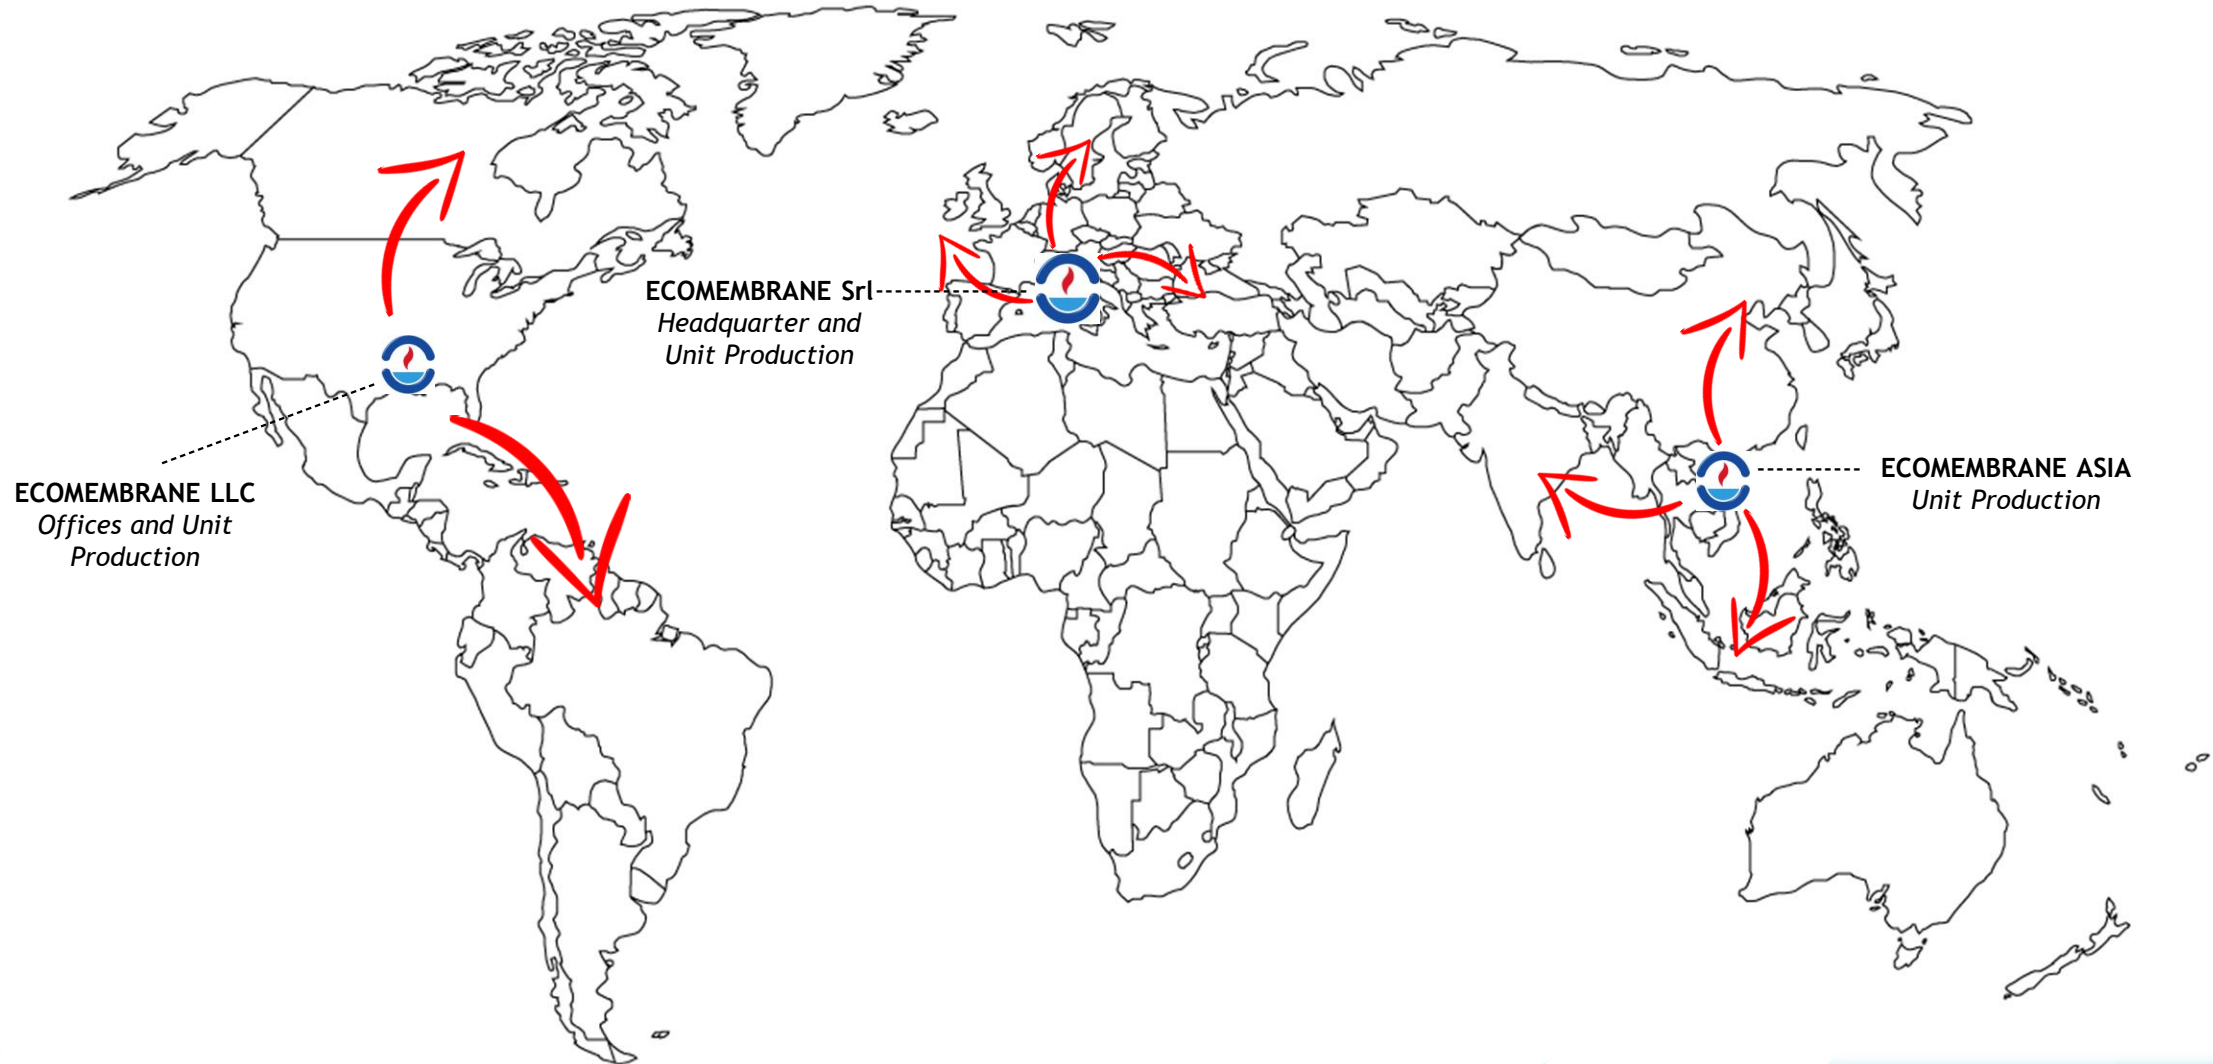 ECOMEMBRANE Srl
Headquarter and
Unit Production
ECOMEMBRANE LLC
Offices and Unit
Production
ECOMEMBRANE ASIA
Unit Production